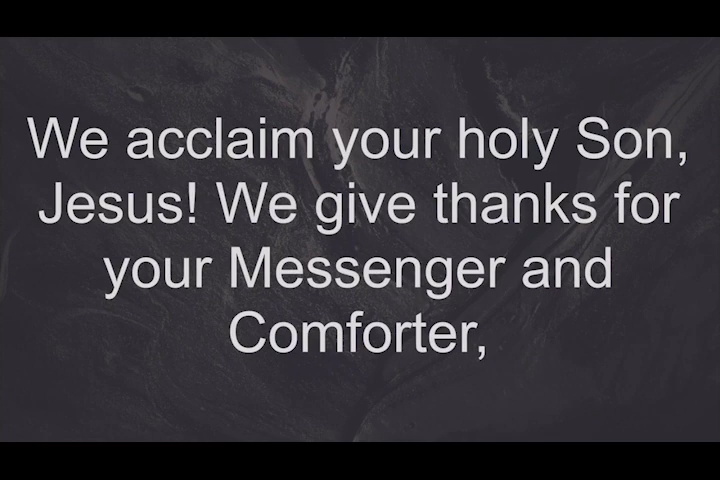 We acclaim your holy Son,
Jesus! We give thanks for
your Messenger and
Comforter,